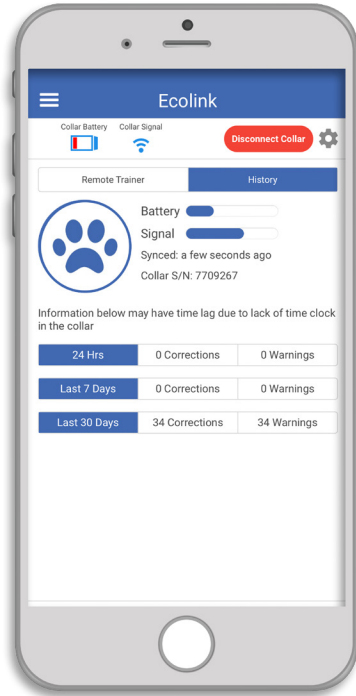 Ecolink
Collar Battery Collar Signal
Disconnect Collar
Remote Trainer History
Battery
Signal
Synced: a few seconds ago
Collar S/N: 7709267
Information below may have time lag due to lack of time clock
in the collar
24 Hrs 0 Corrections 0 Warnings
Last 7 Days 0 Corrections 0 Warnings
Last 30 Days 34 Corrections 34 Warnings